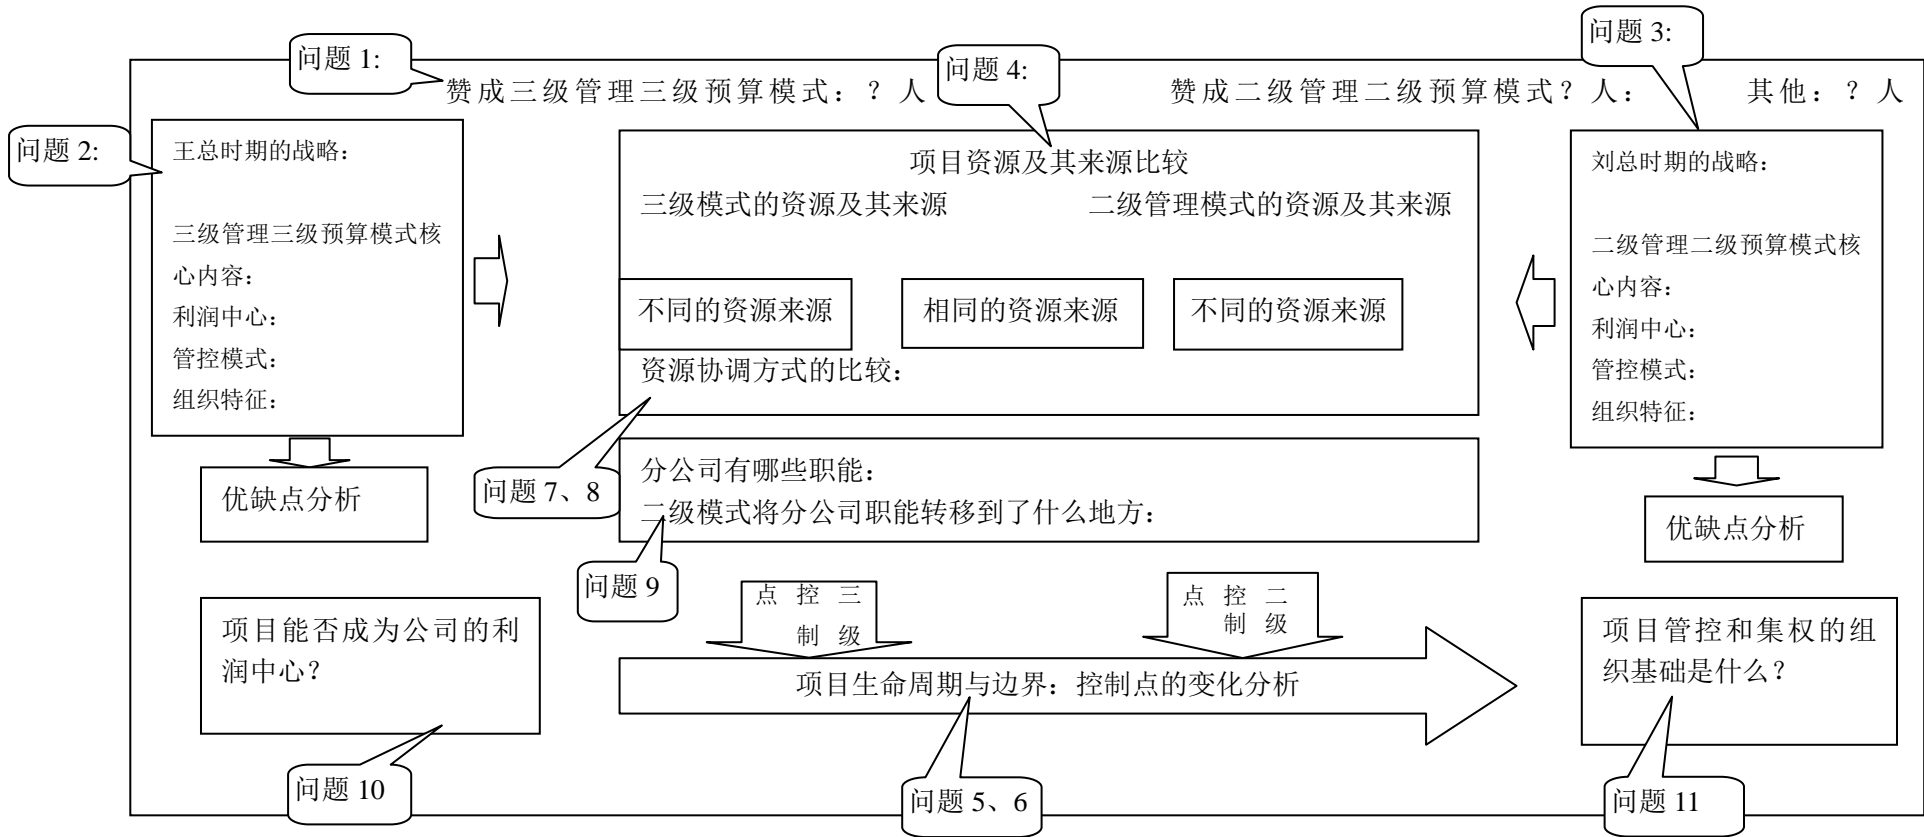 问题 1:
问题 4:
问题 3:
赞成三级管理三级预算模式：？人
赞成二级管理二级预算模式？人：
其他：？人
问题 2:
王总时期的战略：
三级管理三级预算模式核
心内容：
利润中心：
管控模式：
组织特征：
优缺点分析
项目资源及其来源比较
三级模式的资源及其来源
二级管理模式的资源及其来源
不同的资源来源
相同的资源来源
不同的资源来源
资源协调方式的比较：
刘总时期的战略：
二级管理二级预算模式核
心内容：
利润中心：
管控模式：
组织特征：
优缺点分析
问题 7、8
分公司有哪些职能：
二级模式将分公司职能转移到了什么地方：
问题 9
三级
控制
点
二级
控制
点
项目能否成为公司的利
润中心？
项目生命周期与边界：控制点的变化分析
项目管控和集权的组
织基础是什么？
问题 10
问题 5、6
问题 11